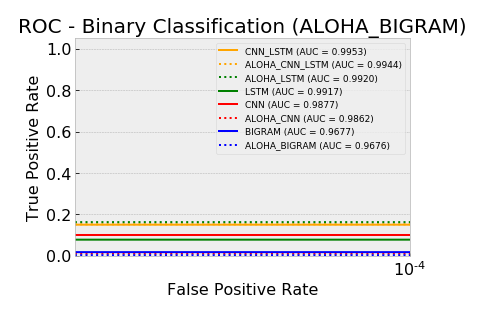 ROC - Binary Classification (ALOHA_BIGRAM)
True Positive Rate
1.0
0.8
0.6
0.4
0.2
0.0
CNN_LSTM (AUC = 0.9953)
ALOHA_CNN_LSTM (AUC = 0.9944)
ALOHA_LSTM (AUC = 0.9920)
LSTM (AUC = 0.9917)
CNN (AUC = 0.9877)
ALOHA_CNN (AUC = 0.9862)
BIGRAM (AUC = 0.9677)
ALOHA_BIGRAM (AUC = 0.9676)
10⁻⁴
False Positive Rate